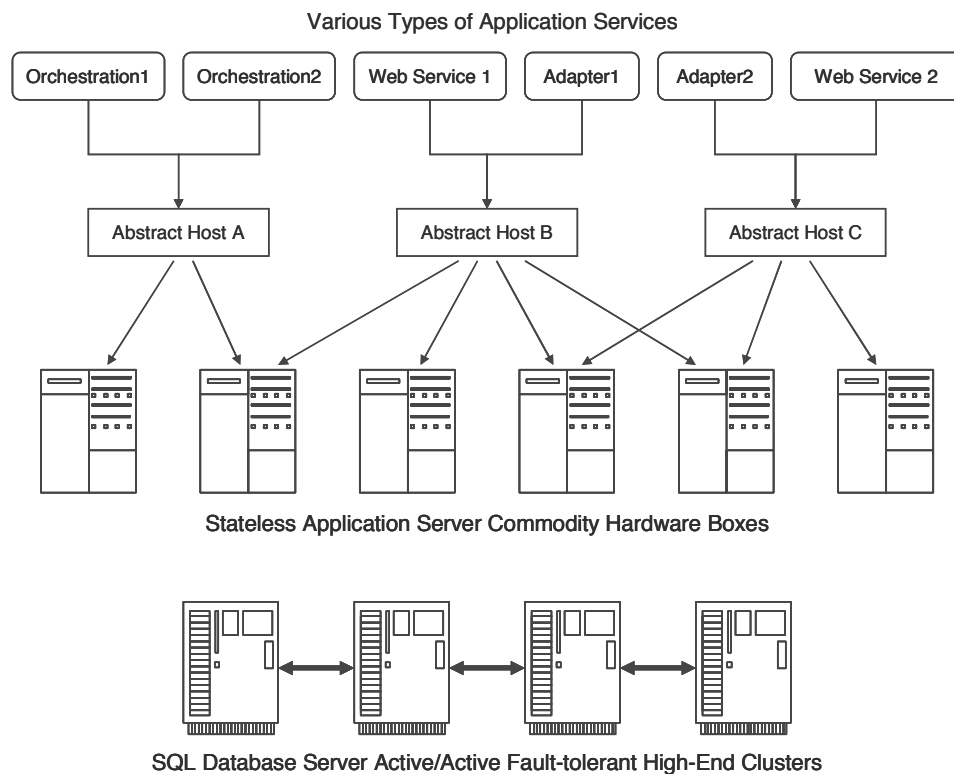 Various Types of Application Services
Orchestration1
Orchestration2
Web Service 1
Adapter1
Adapter2
Web Service 2
Abstract Host A
Abstract Host B
Abstract Host C
Stateless Application Server Commodity Hardware Boxes
SQL Database Server Active/Active Fault-tolerant High-End Clusters